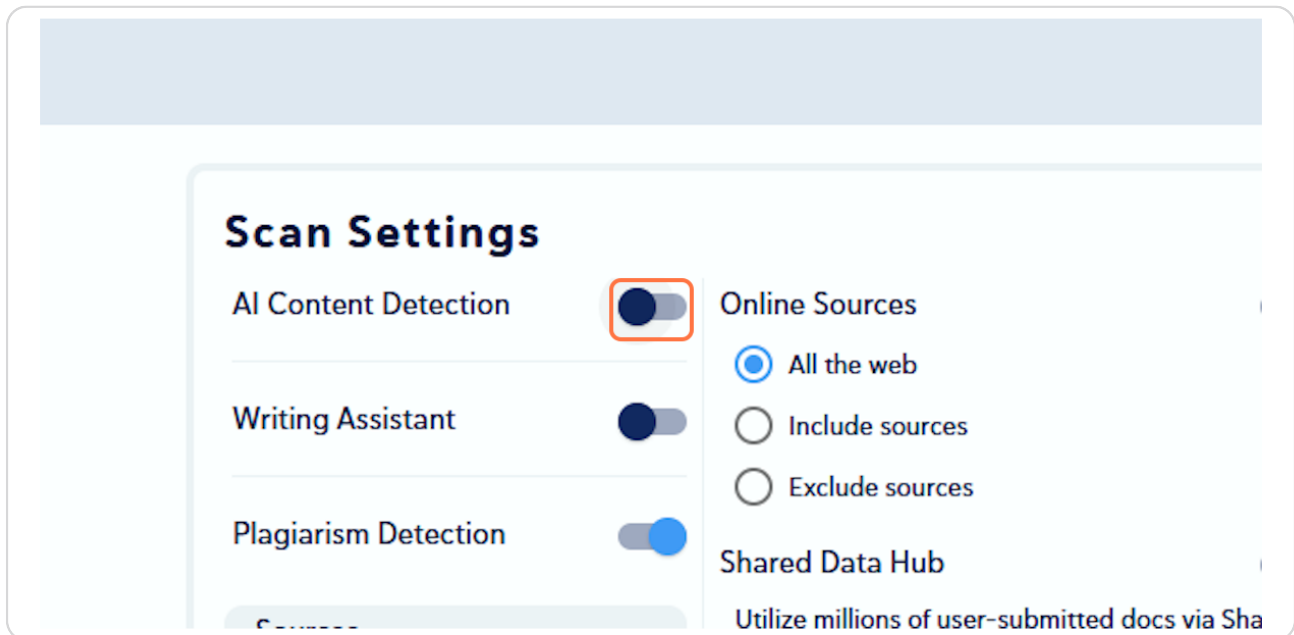 Scan Settings
AI Content Detection
Writing Assistant
Plagiarism Detection
Online Sources
All the web
Include sources
Exclude sources
Shared Data Hub
Utilize millions of user-submitted docs via Sha